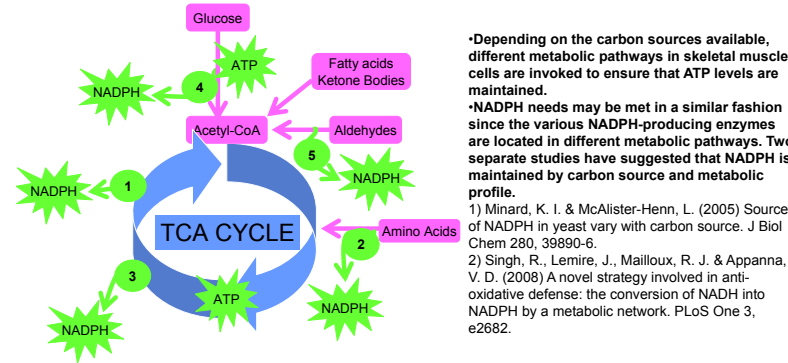 Glucose
ATP
Fatty acids
Ketone Bodies
NADPH
4
Acetyl-CoA
Aldehydes
5
NADPH
1
NADPH
TCA CYCLE
Amino Acids
2
3
ATP
NADPH
NADPH
•Depending on the carbon sources available,
different metabolic pathways in skeletal muscle
cells are invoked to ensure that ATP levels are
maintained.
•NADPH needs may be met in a similar fashion
since the various NADPH-producing enzymes
are located in different metabolic pathways. Two
separate studies have suggested that NADPH is
maintained by carbon source and metabolic
profile.
1) Minard, K. I. & McAlister-Henn, L. (2005) Source
of NADPH in yeast vary with carbon source. J Biol
Chem 280, 39890-6.
2) Singh, R., Lemire, J., Mailloux, R. J. & Appanna,
V. D. (2008) A novel strategy involved in anti-
oxidative defense: the conversion of NADH into
NADPH by a metabolic network. PLoS One 3,
e2682.